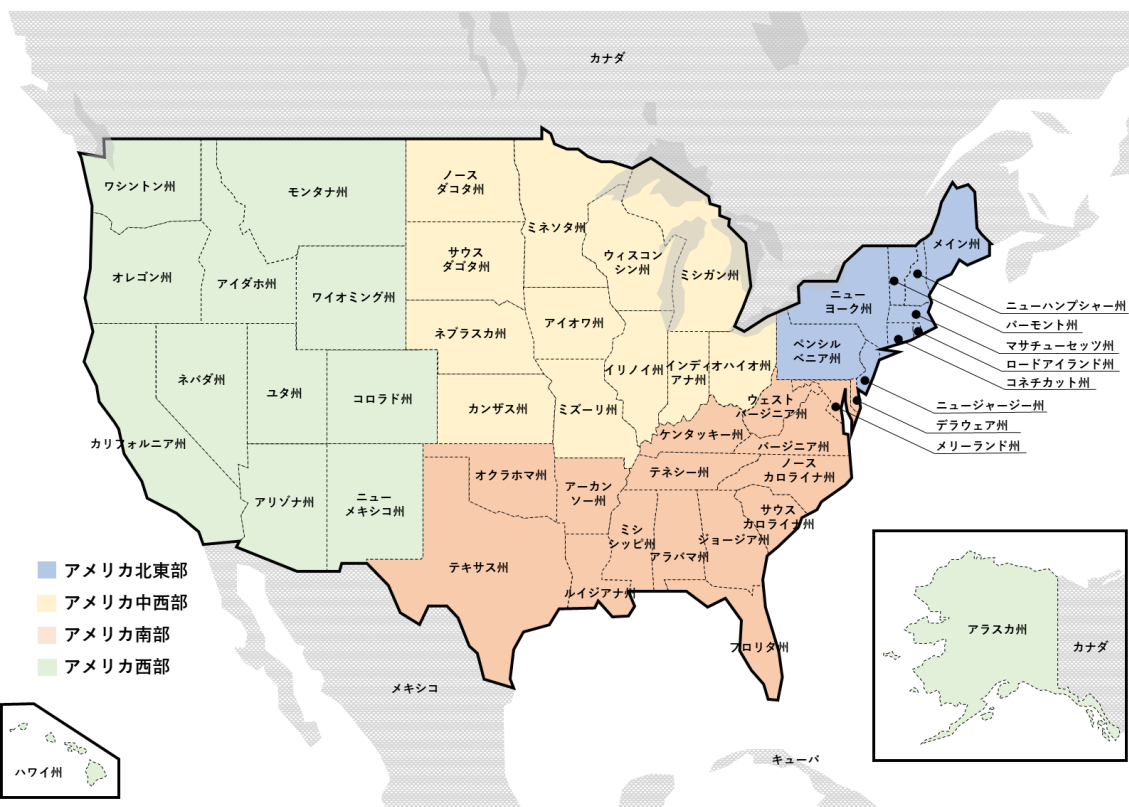 カナダ
ワシントン州
モンタナ州
ノース
ダコタ州
ミネソタ州
オレゴン州
アイダホ州
ワイオミング州
サウス
ダゴタ州
ウィスコン
シン州
ミシガン州
メイン州
ニュー
ヨーク州
ニューハンプシャー州
バーモント州
マサチューセッツ州
ロードアイランド州
コネチカット州
ニュージャージー州
デラウェア州
メリーランド州
ペンシル
ベニア州
ネブラスカ州
アイオワ州
イリノイ州
インディ
アナ州
オハイオ州
ネバダ州
ユタ州
コロラド州
カンザス州
ミズーリ州
ウェスト
バージニア州
カリフォルニア州
ケンタッキー州
バージニア州
アリゾナ州
ニュー
メキシコ州
オクラホマ州
アーカン
ソー州
テネシー州
ノース
カロライナ州
サウス
カロライナ州
テキサス州
ルイジアナ州
ミシ
シッピ州
アラバマ州
ジョージア州
フロリダ州
アメリカ北東部
アメリカ中西部
アメリカ南部
アメリカ西部
メキシコ
キューバ
ハワイ州
アラスカ州
カナダ